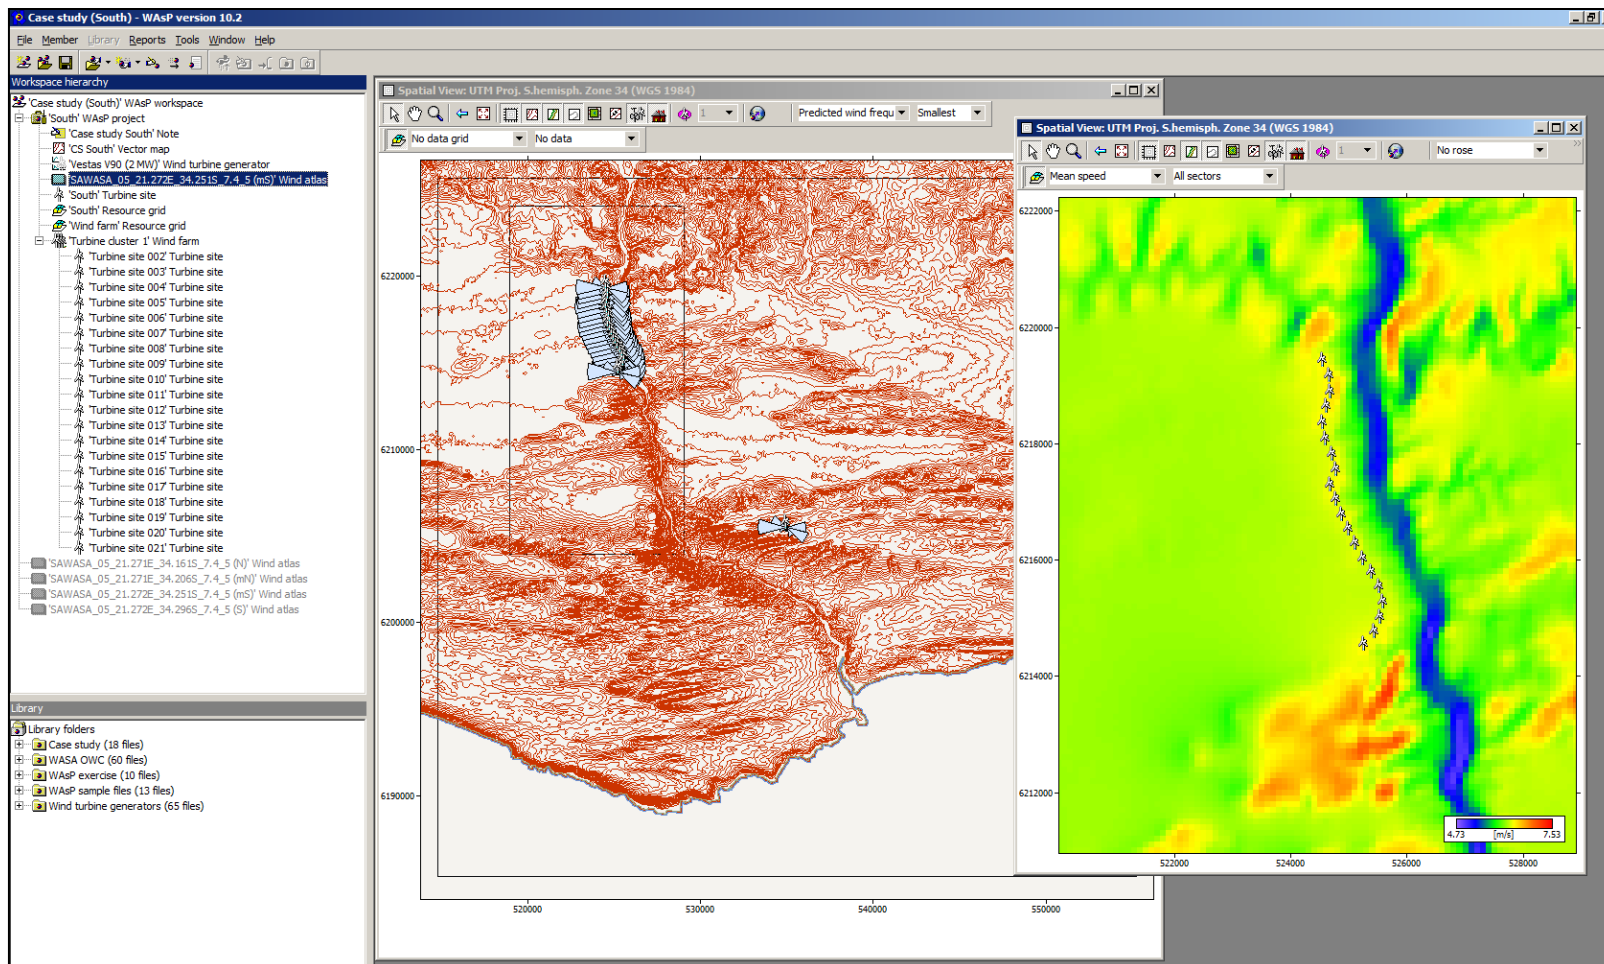 Case study (South) - WAsP version 10.2
File Member Library Reports Tools Window Help
Workspace hierarchy
'Case study (South)' WAsP workspace
'South' WAsP project
'Case study South' Note
'CS South' Vector map
'Vestas V90 (2 MW)' Wind turbine generator
'SAWASA_05_21.272E_34.251S_7.4_5 (mS)' Wind atlas
'South' Turbine site
'South' Resource grid
'Wind farm' Resource grid
'Turbine cluster 1' Wind farm
'Turbine site 002' Turbine site
'Turbine site 003' Turbine site
'Turbine site 004' Turbine site
'Turbine site 005' Turbine site
'Turbine site 006' Turbine site
'Turbine site 007' Turbine site
'Turbine site 008' Turbine site
'Turbine site 009' Turbine site
'Turbine site 010' Turbine site
'Turbine site 011' Turbine site
'Turbine site 012' Turbine site
'Turbine site 013' Turbine site
'Turbine site 014' Turbine site
'Turbine site 015' Turbine site
'Turbine site 016' Turbine site
'Turbine site 017' Turbine site
'Turbine site 018' Turbine site
'Turbine site 019' Turbine site
'Turbine site 020' Turbine site
'Turbine site 021' Turbine site
'SAWASA_05_21.271E_34.161S_7.4_5 (N)' Wind atlas
'SAWASA_05_21.271E_34.206S_7.4_5 (mN)' Wind atlas
'SAWASA_05_21.272E_34.251S_7.4_5 (mS)' Wind atlas
'SAWASA_05_21.272E_34.296S_7.4_5 (S)' Wind atlas
Library
Library folders
Case study (18 files)
WASA OWC (60 files)
WAsP exercise (10 files)
WAsP sample files (13 files)
Wind turbine generators (65 files)
Spatial View: UTM Proj. S.hemisph. Zone 34 (WGS 1984)
1 Predicted wind frequ Smallest
No data grid No data
6220000
6210000
6200000
6190000
520000 530000 540000 550000
Spatial View: UTM Proj. S.hemisph. Zone 34 (WGS 1984)
1 No rose
Mean speed All sectors
6222000
6220000
6218000
6216000
6214000
6212000
4.73 [m/s] 7.53
522000 524000 526000 528000